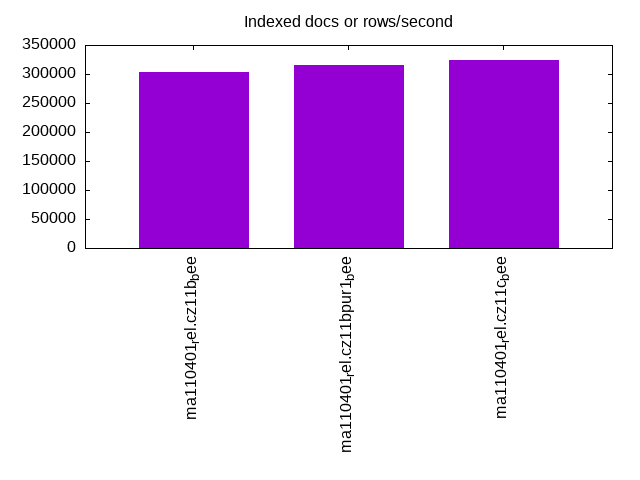 Indexed docs or rows/second
350000
300000
250000
200000
150000
100000
50000
0
ma110401rel.cz11bbee
ma110401rel.cz11bpur1bee
ma110401rel.cz11cbee